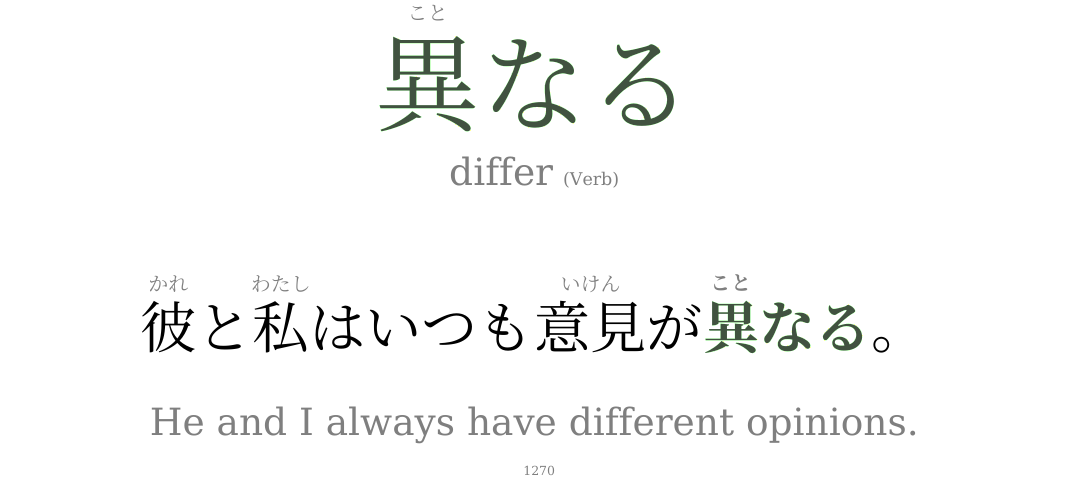 こと
異なる
differ (Verb)
かれ わたし いけん こと
彼と私はいつも意見が異なる。
He and I always have different opinions.
1270